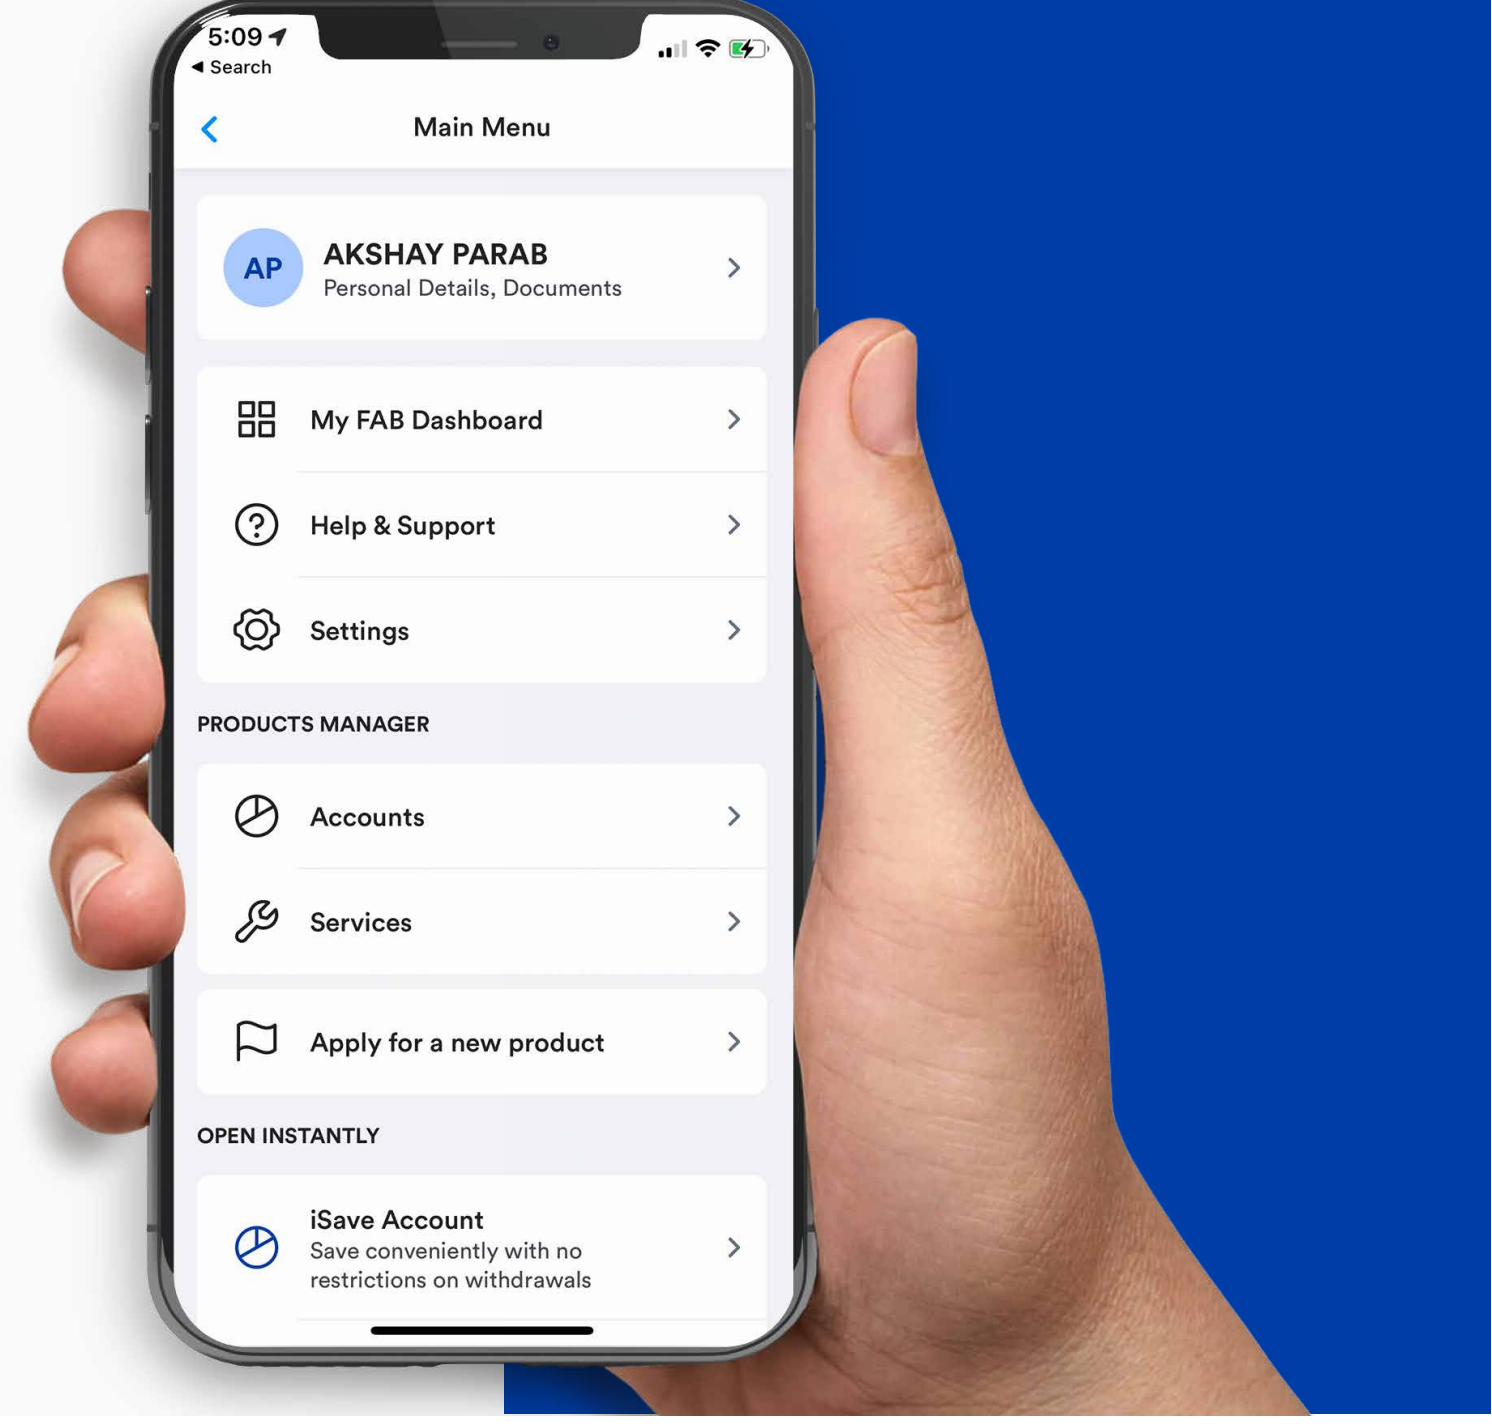 5:09
Search
Main Menu
AP
AKSHAY PARAB
Personal Details, Documents
My FAB Dashboard
Help & Support
Settings
PRODUCTS MANAGER
Accounts
Services
Apply for a new product
OPEN INSTANTLY
iSave Account
Save conveniently with no
restrictions on withdrawals